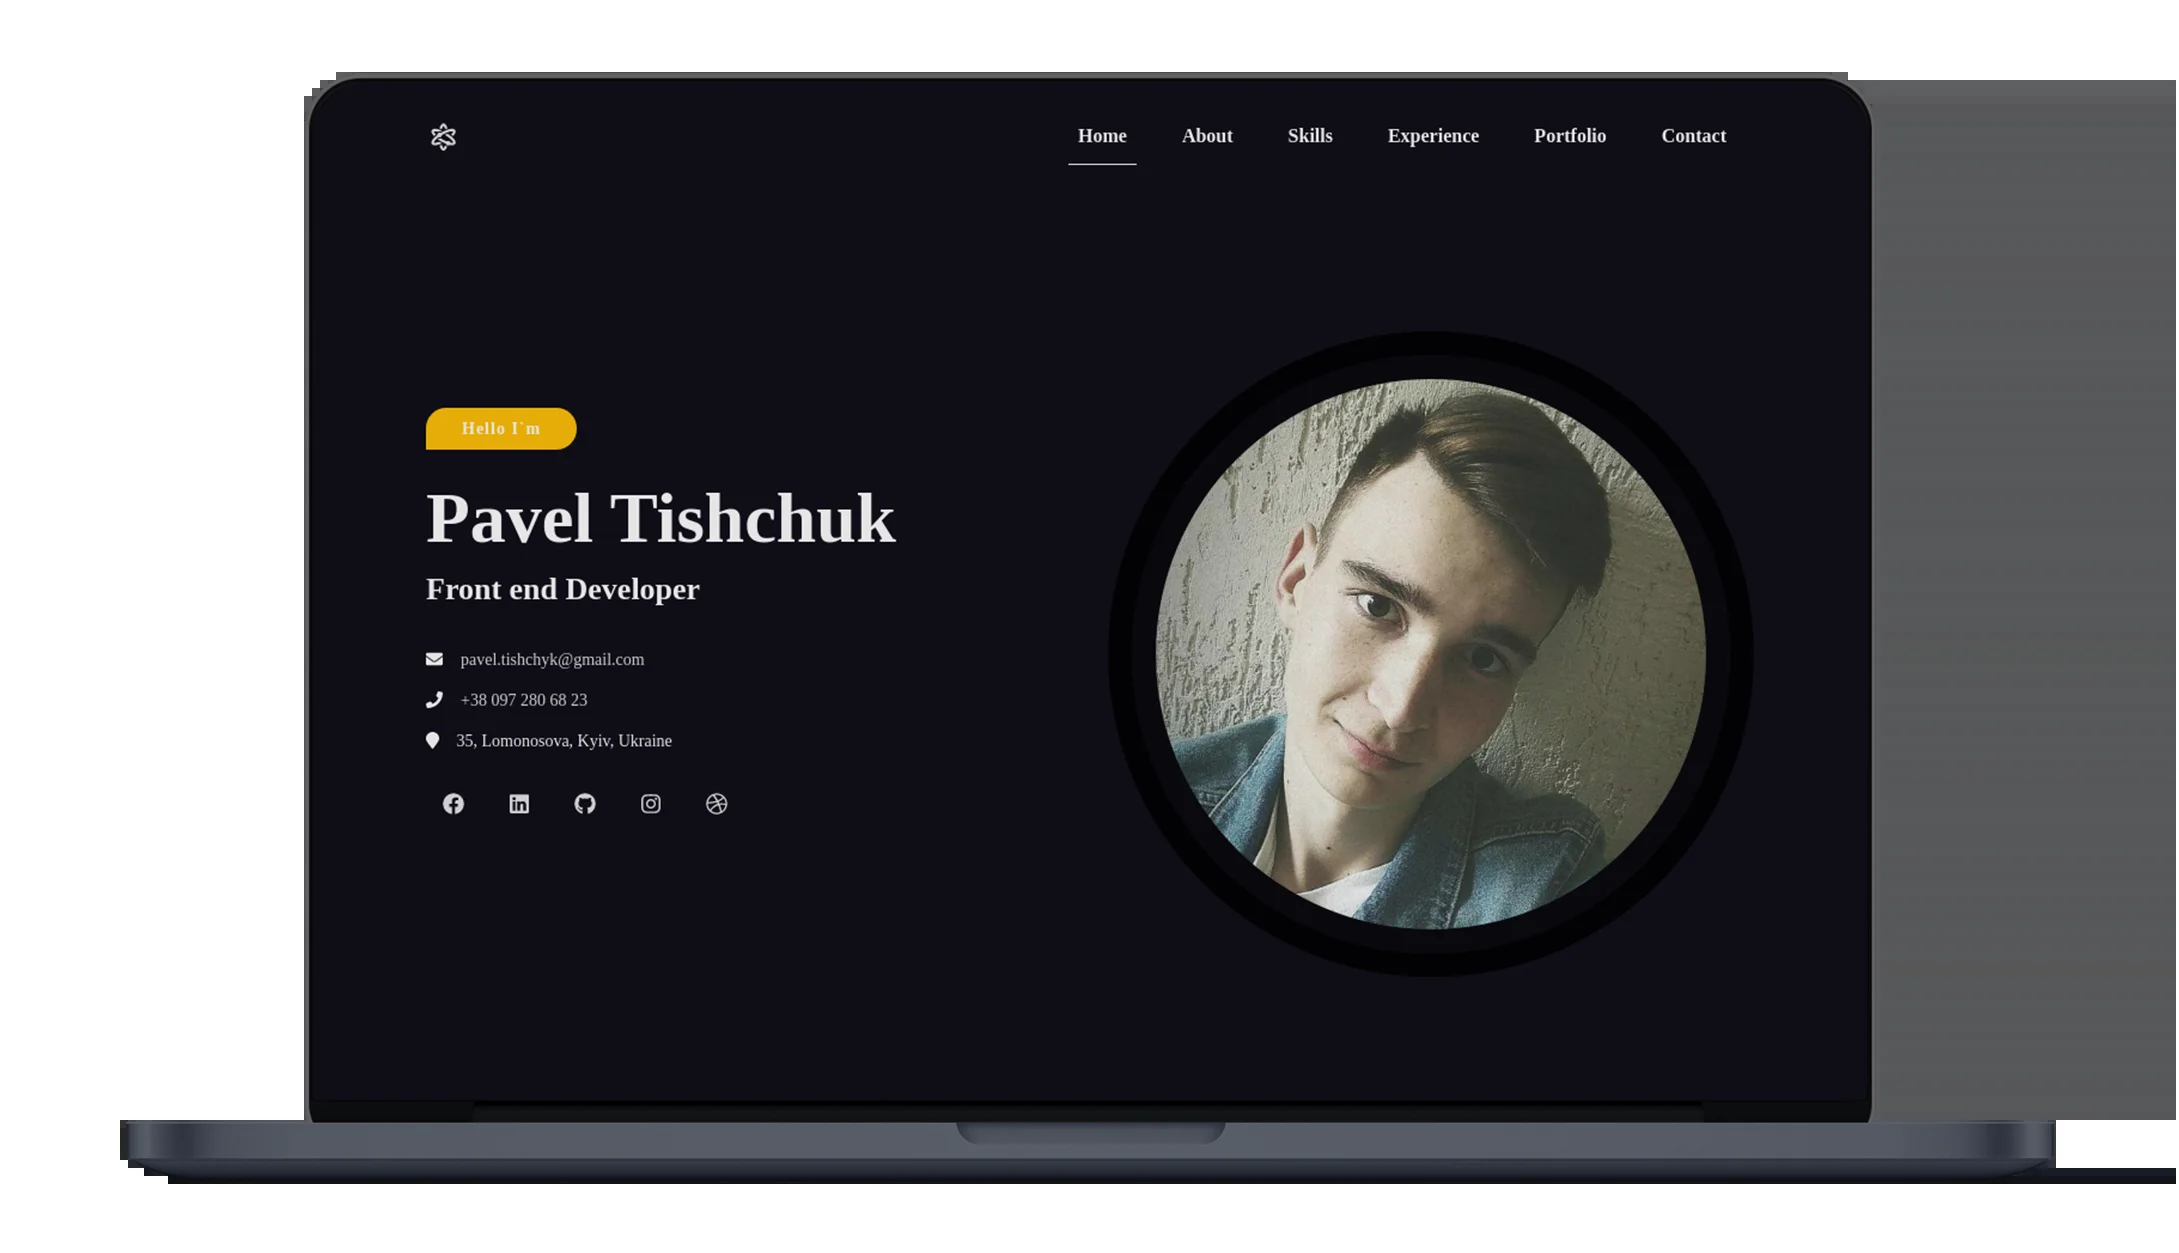 Home About Skills Experience Portfolio Contact
Hello I`m
Pavel Tishchuk
Front end Developer
pavel.tishchyk@gmail.com
+38 097 280 68 23
35, Lomonosova, Kyiv, Ukraine